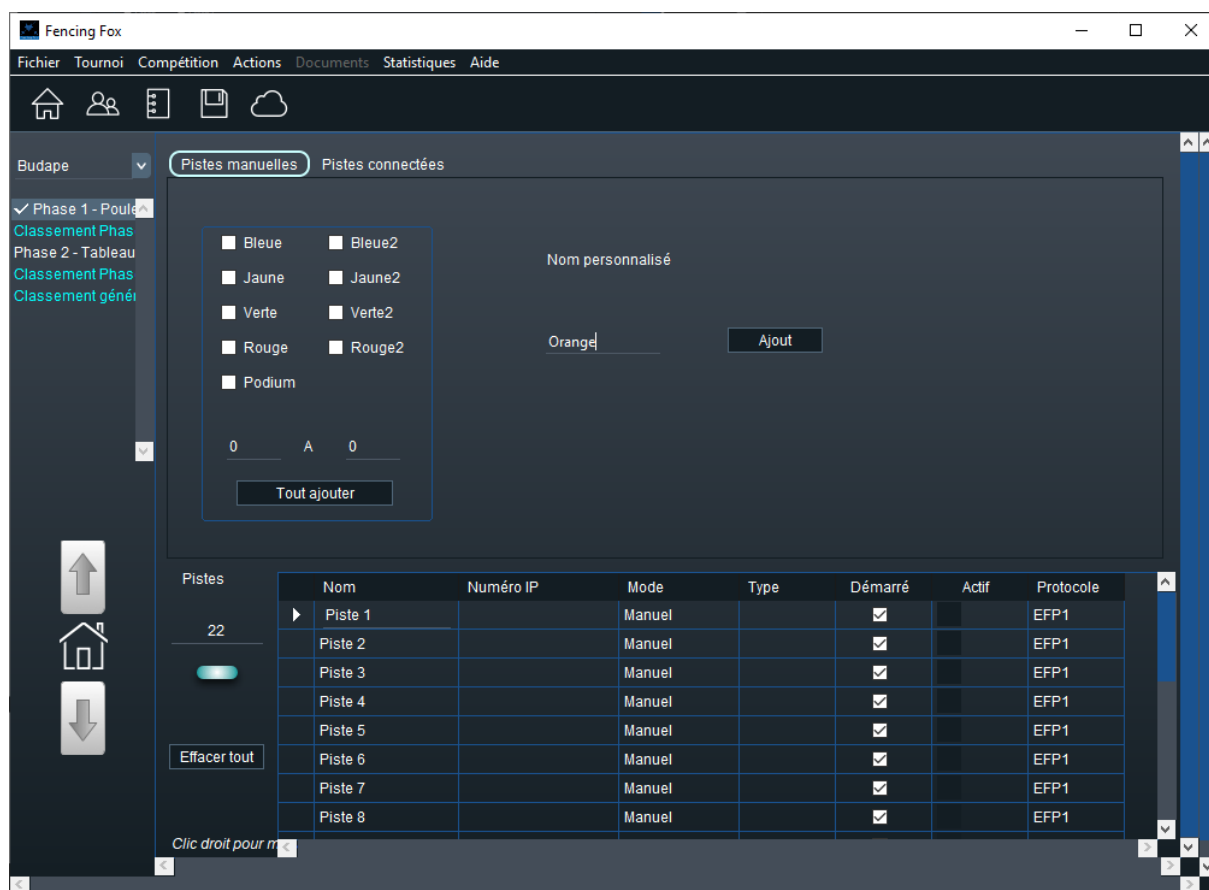 Fencing Fox
Fichier Tournoi Compétition Actions Documents Statistiques Aide
Budape
Pistes manuelles Pistes connectées
Phase 1 - Poule
Classement Phas
Phase 2 - Tableau
Classement Phas
Classement génér
Bleue Bleue2
Jaune Jaune2
Verte Verte2
Rouge Rouge2
Podium
0 A 0
Tout ajouter
Nom personnalisé
Orange Ajout
Pistes
22
Effacer tout
Clic droit pour m
Nom Numéro IP Mode Type Démarré Actif Protocole
Piste 1 Manuel EFP1
Piste 2 Manuel EFP1
Piste 3 Manuel EFP1
Piste 4 Manuel EFP1
Piste 5 Manuel EFP1
Piste 6 Manuel EFP1
Piste 7 Manuel EFP1
Piste 8 Manuel EFP1